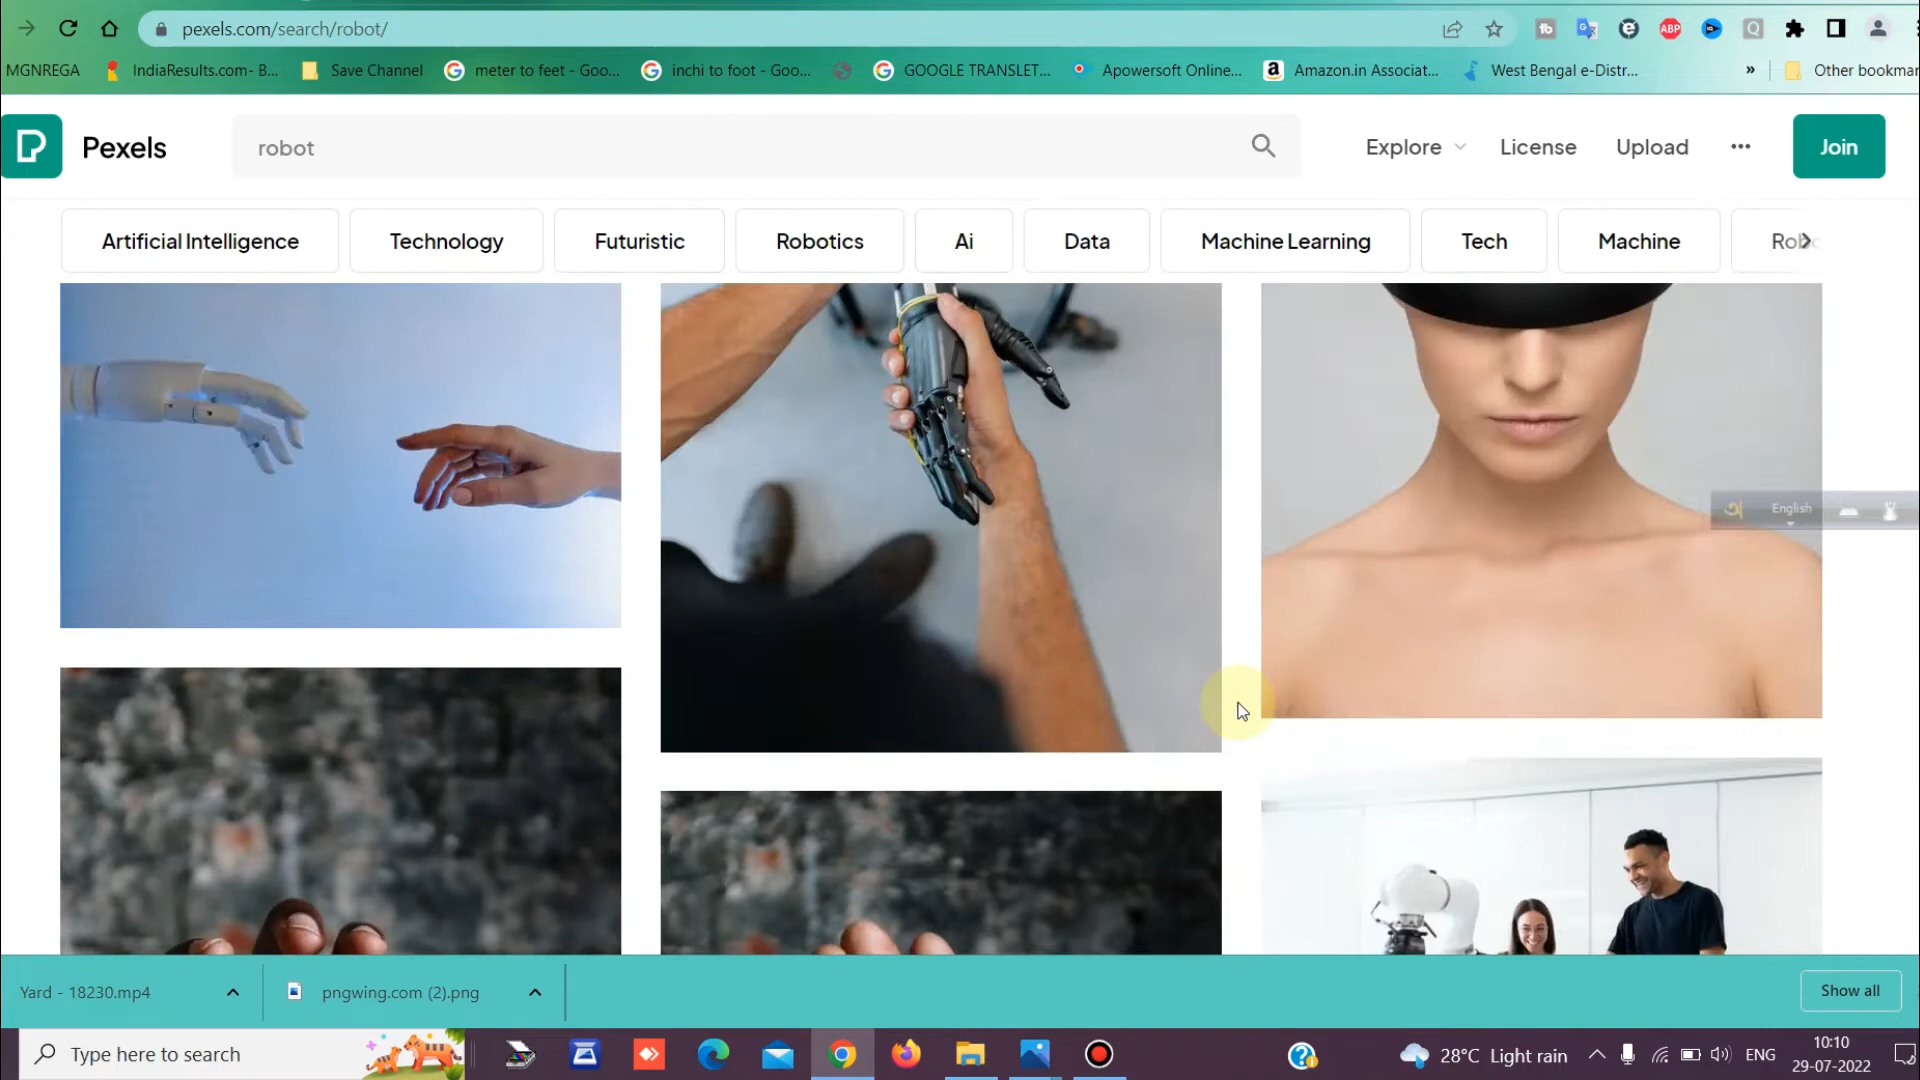 pexels.com/search/robot/
MGNREGA IndiaResults.com- B... Save Channel meter to feet - Goo... inchi to foot - Goo... GOOGLE TRANSLET... Apowersoft Online... Amazon.in Associat... West Bengal e-Distr... » Other bookmar
Pexels robot Explore License Upload ••• Join
Artificial Intelligence Technology Futuristic Robotics Ai Data Machine Learning Tech Machine
English
Yard - 18230.mp4 pngwing.com (2).png Show all
Type here to search 28°C Light rain ENG 10:10
29-07-2022